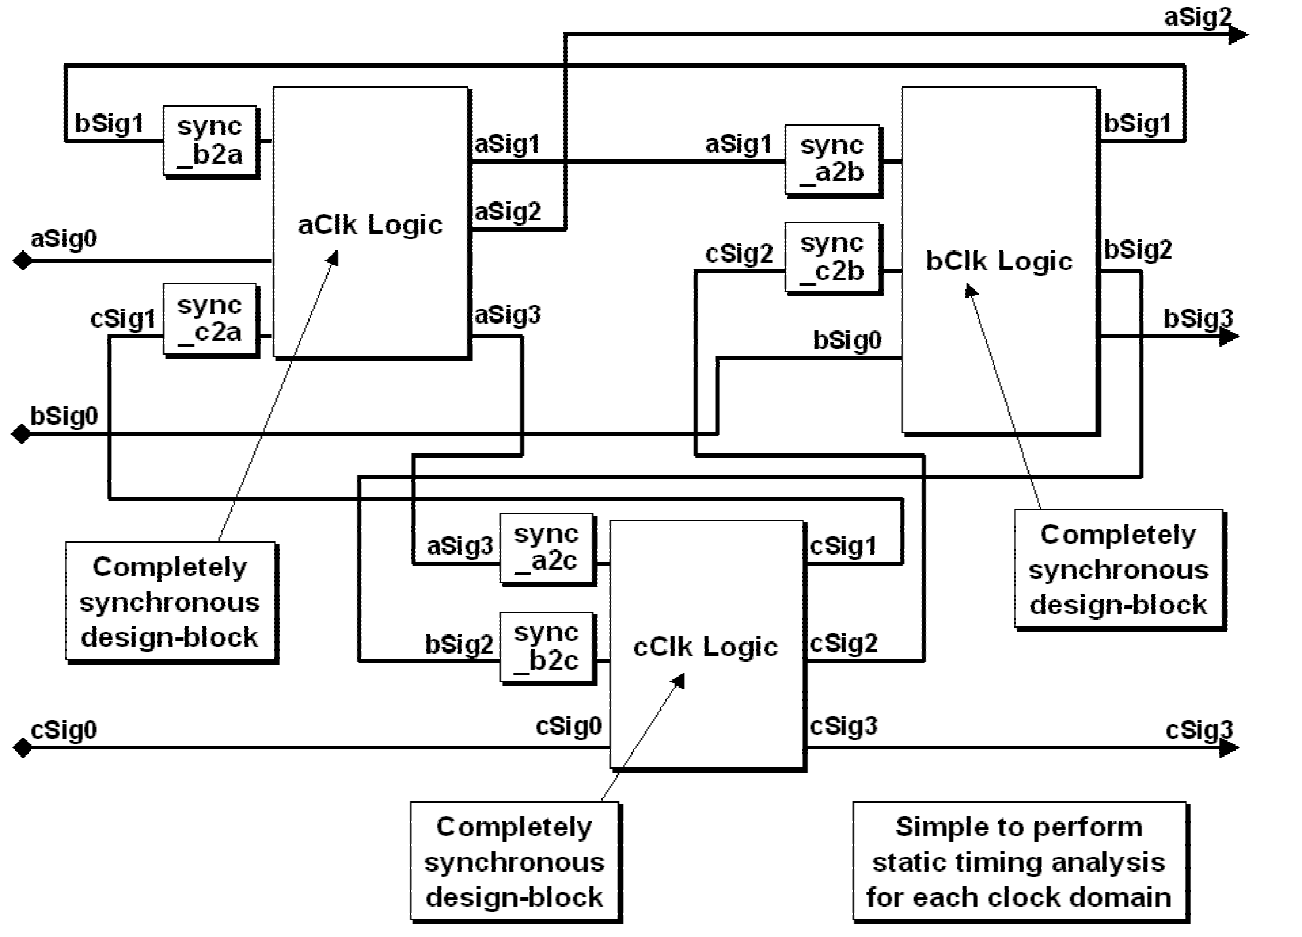 aSig2
bSig1
sync
_b2a
aSig1
aSig1
sync
_a2b
bSig1
aSig0
aClk Logic
aSig2
cSig2
sync
_c2b
bClk Logic
bSig2
cSig1
sync
_c2a
aSig3
bSig0
bSig3
bSig0
aSig3
sync
_a2c
cSig1
Completely
synchronous
design-block
Completely
synchronous
design-block
bSig2
sync
_b2c
cClk Logic
cSig2
cSig0
cSig0
cSig3
cSig3
Completely
synchronous
design-block
Simple to perform
static timing analysis
for each clock domain